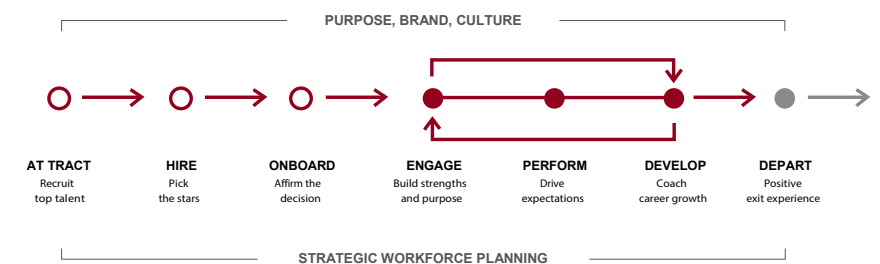 PURPOSE, BRAND, CULTURE
AT TRACT
Recruit
top talent
HIRE
Pick
the stars
ONBOARD
Affirm the
decision
ENGAGE
Build strengths
and purpose
PERFORM
Drive
expectations
DEVELOP
Coach
career growth
DEPART
Positive
exit experience
STRATEGIC WORKFORCE PLANNING